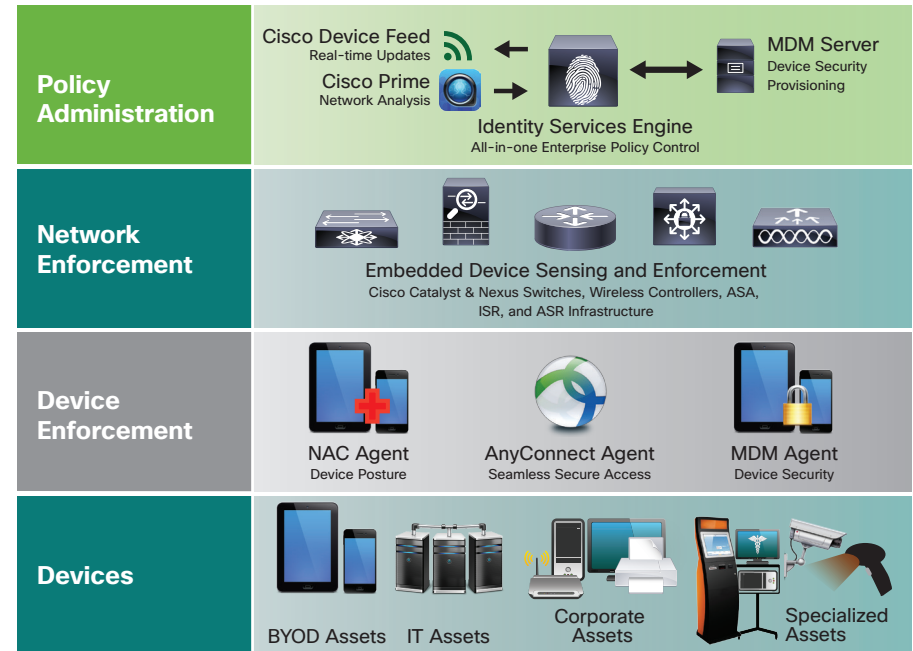 Policy
Administration
Cisco Device Feed
Real-time Updates
Cisco Prime
Network Analysis
MDM Server
Device Security
Provisioning
Identity Services Engine
All-in-one Enterprise Policy Control
Network
Enforcement
Embedded Device Sensing and Enforcement
Cisco Catalyst & Nexus Switches, Wireless Controllers, ASA,
ISR, and ASR Infrastructure
Device
Enforcement
NAC Agent
Device Posture
AnyConnect Agent
Seamless Secure Access
MDM Agent
Device Security
Devices
BYOD Assets
IT Assets
Corporate
Assets
Specialized
Assets